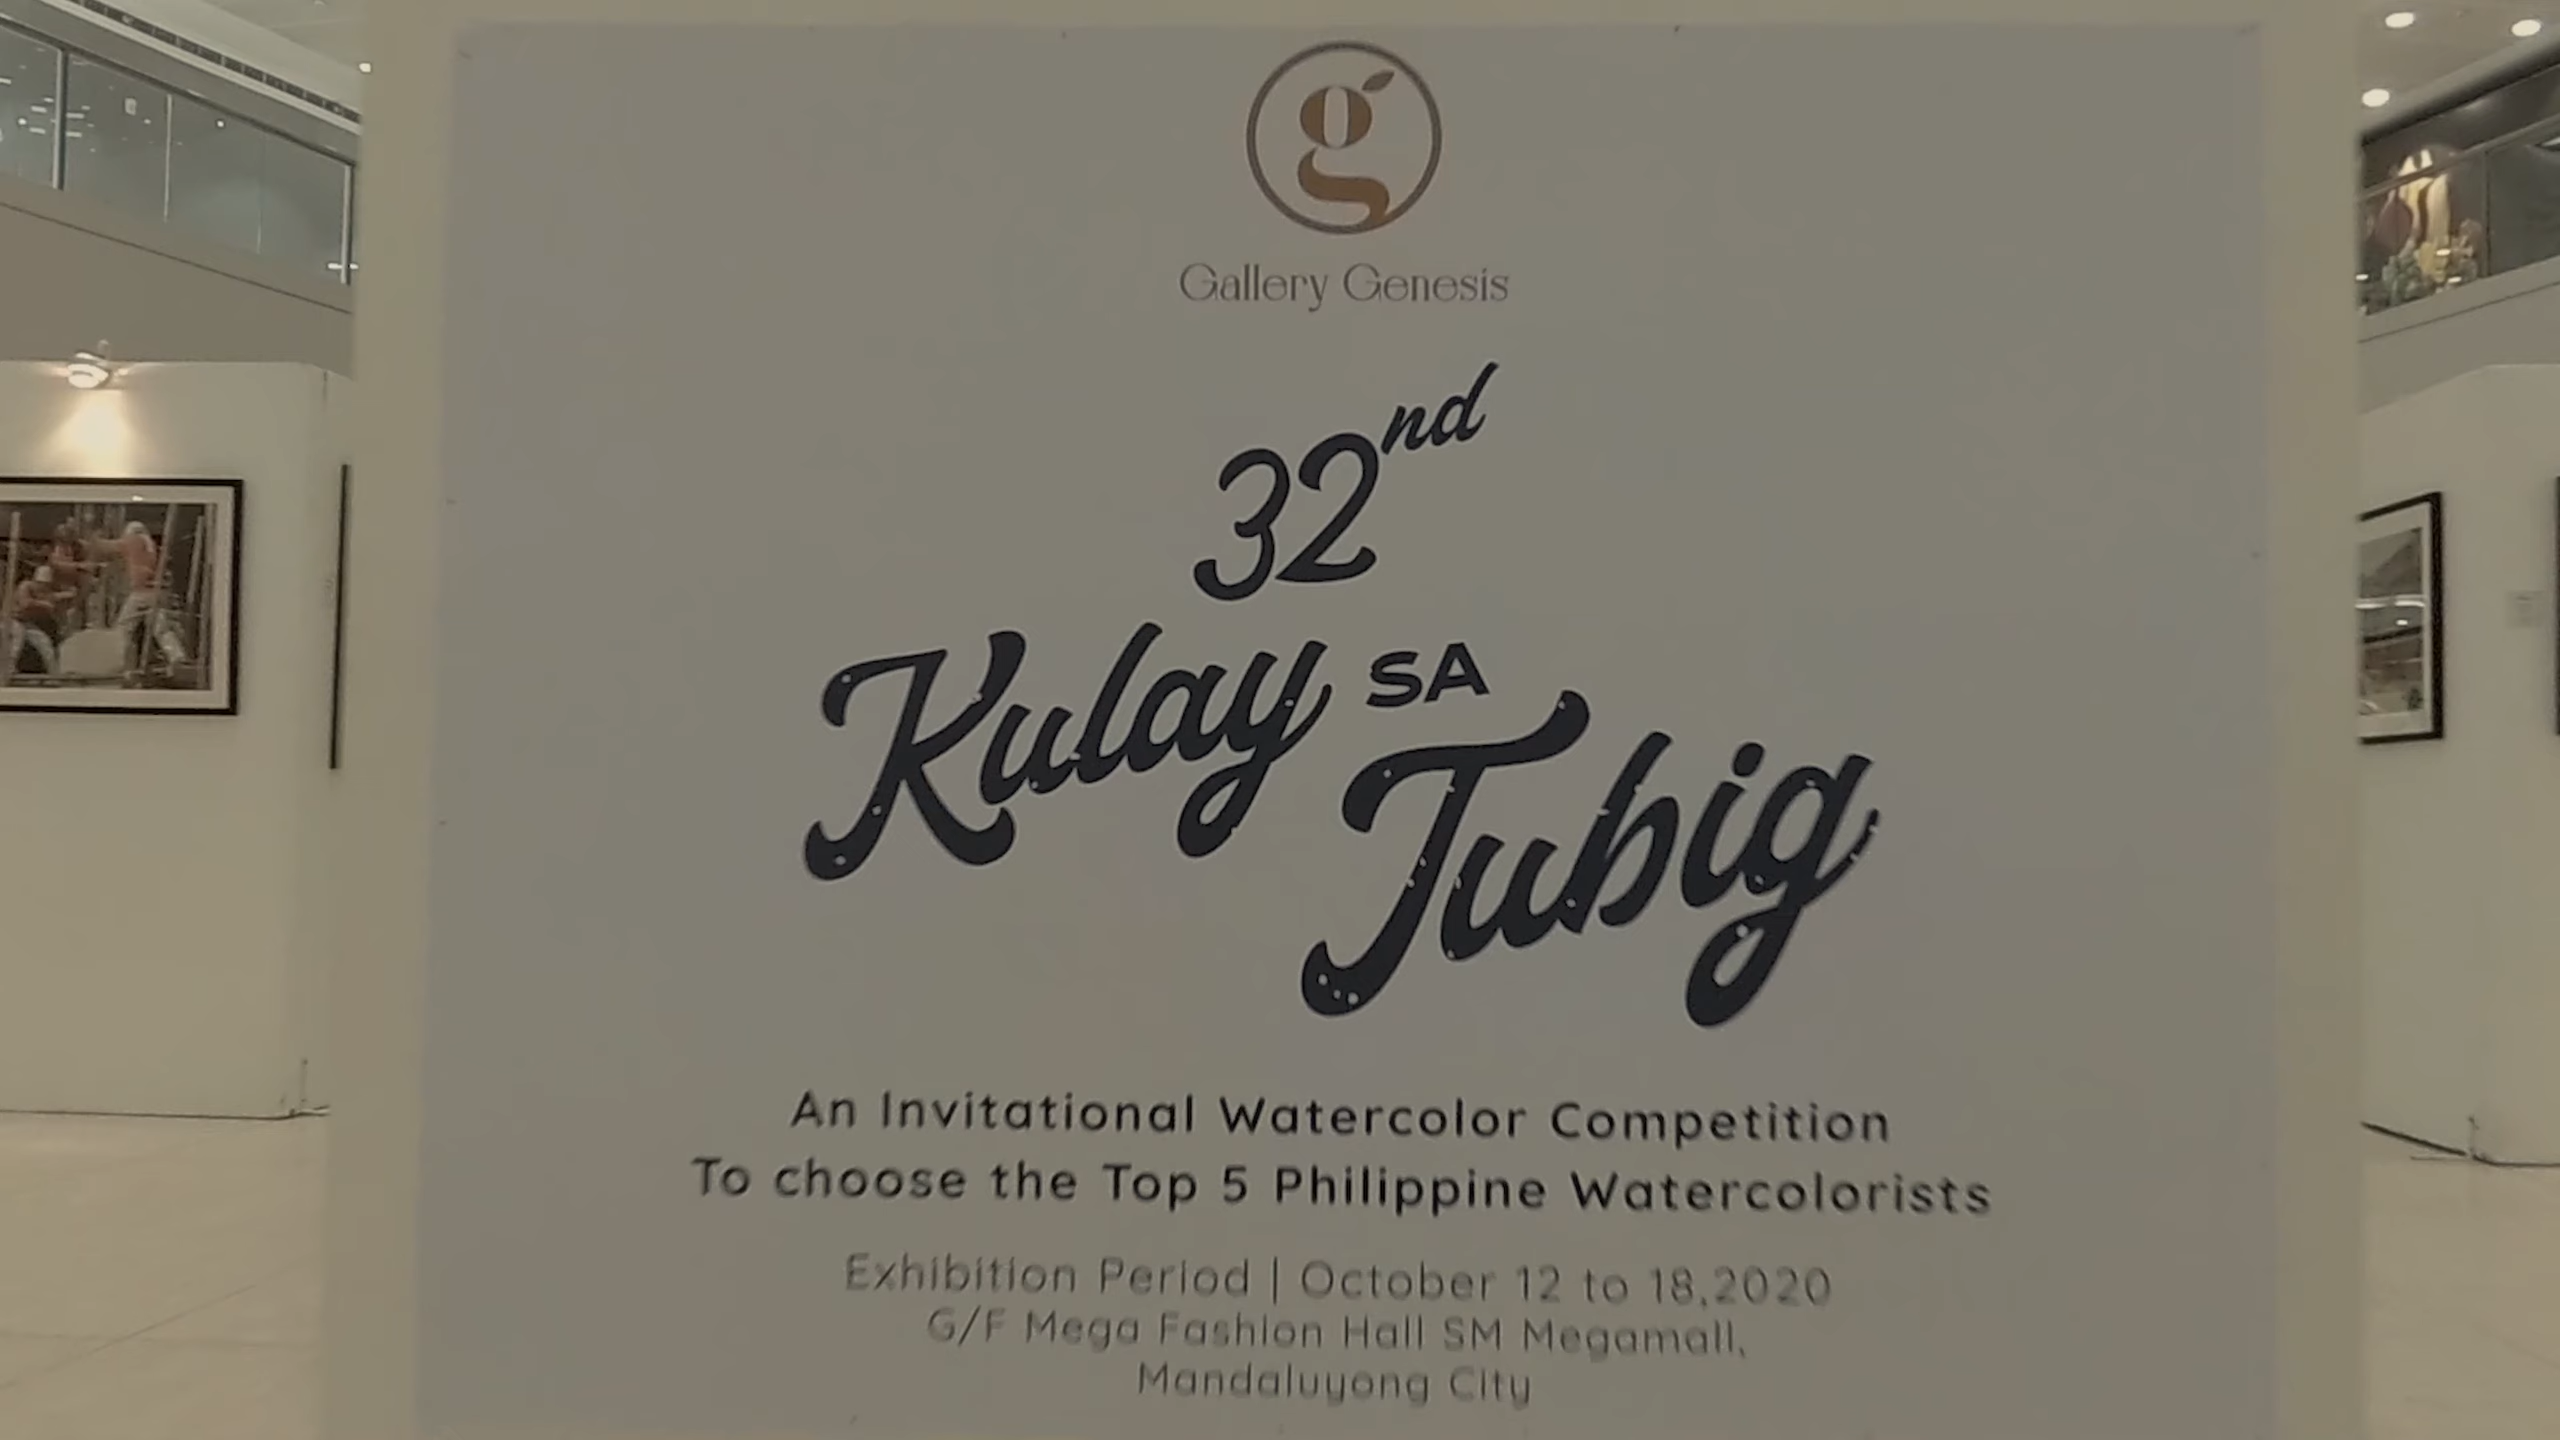 g
Gallery Genesis
32nd
Kulay SA
Tubig
An Invitational Watercolor Competition
To choose the Top 5 Philippine Watercolorists
Exhibition Period | October 12 to 18,2020
G/F Mega Fashion Hall SM Megamall,
Mandaluyong City